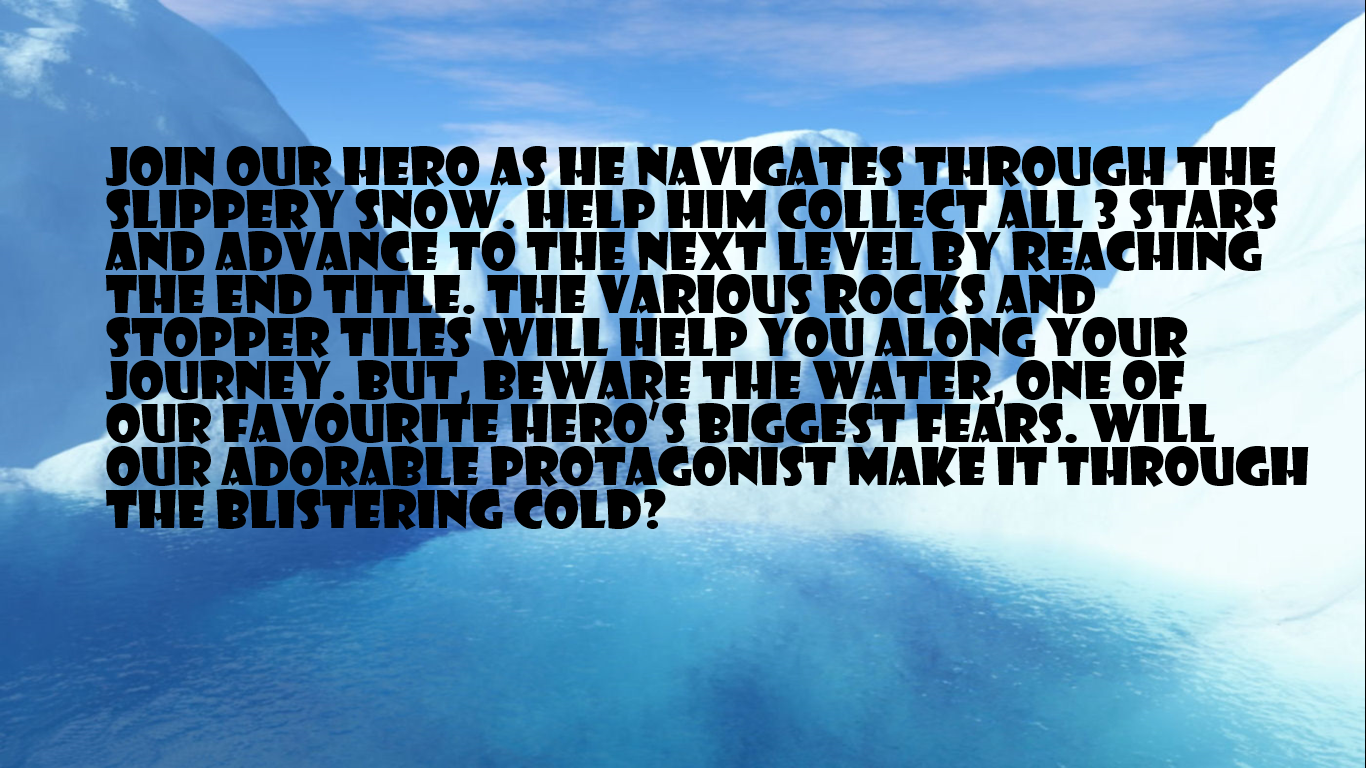 JOIN OUR HERO AS HE NAVIGATES THROUGH THE
SLIPPERY SNOW. HELP HIM COLLECT ALL 3 STARS
AND ADVANCE TO THE NEXT LEVEL BY REACHING
THE END TITLE. THE VARIOUS ROCKS AND
STOPPER TILES WILL HELP YOU ALONG YOUR
JOURNEY. BUT, BEWARE THE WATER, ONE OF
OUR FAVOURITE HERO'S BIGGEST FEARS. WILL
OUR ADORABLE PROTAGONIST MAKE IT THROUGH
THE BLISTERING COLD?